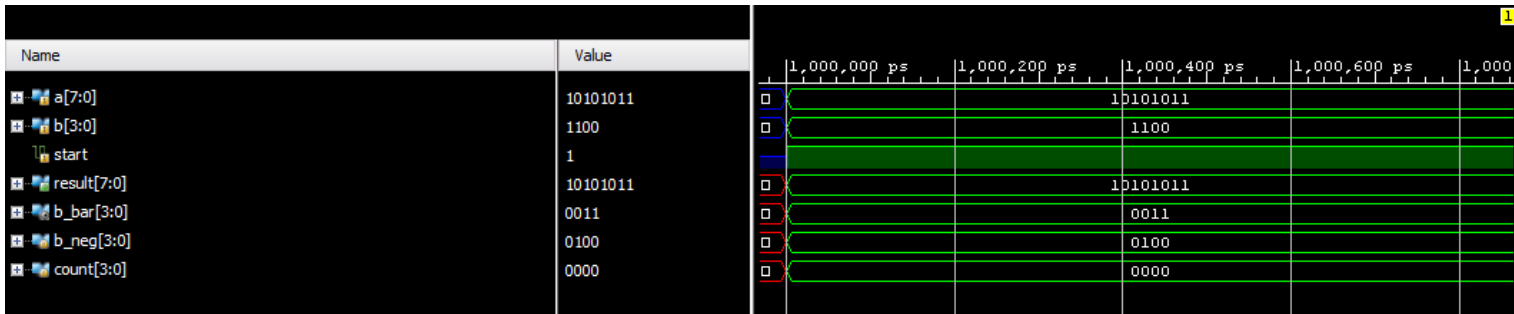 1
Name Value
1,000,000 ps 1,000,200 ps 1,000,400 ps 1,000,600 ps 1,000
a[7:0] 10101011 10101011
b[3:0] 1100 1100
start 1
result[7:0] 10101011 10101011
b_bar[3:0] 0011 0011
b_neg[3:0] 0100 0100
count[3:0] 0000 0000